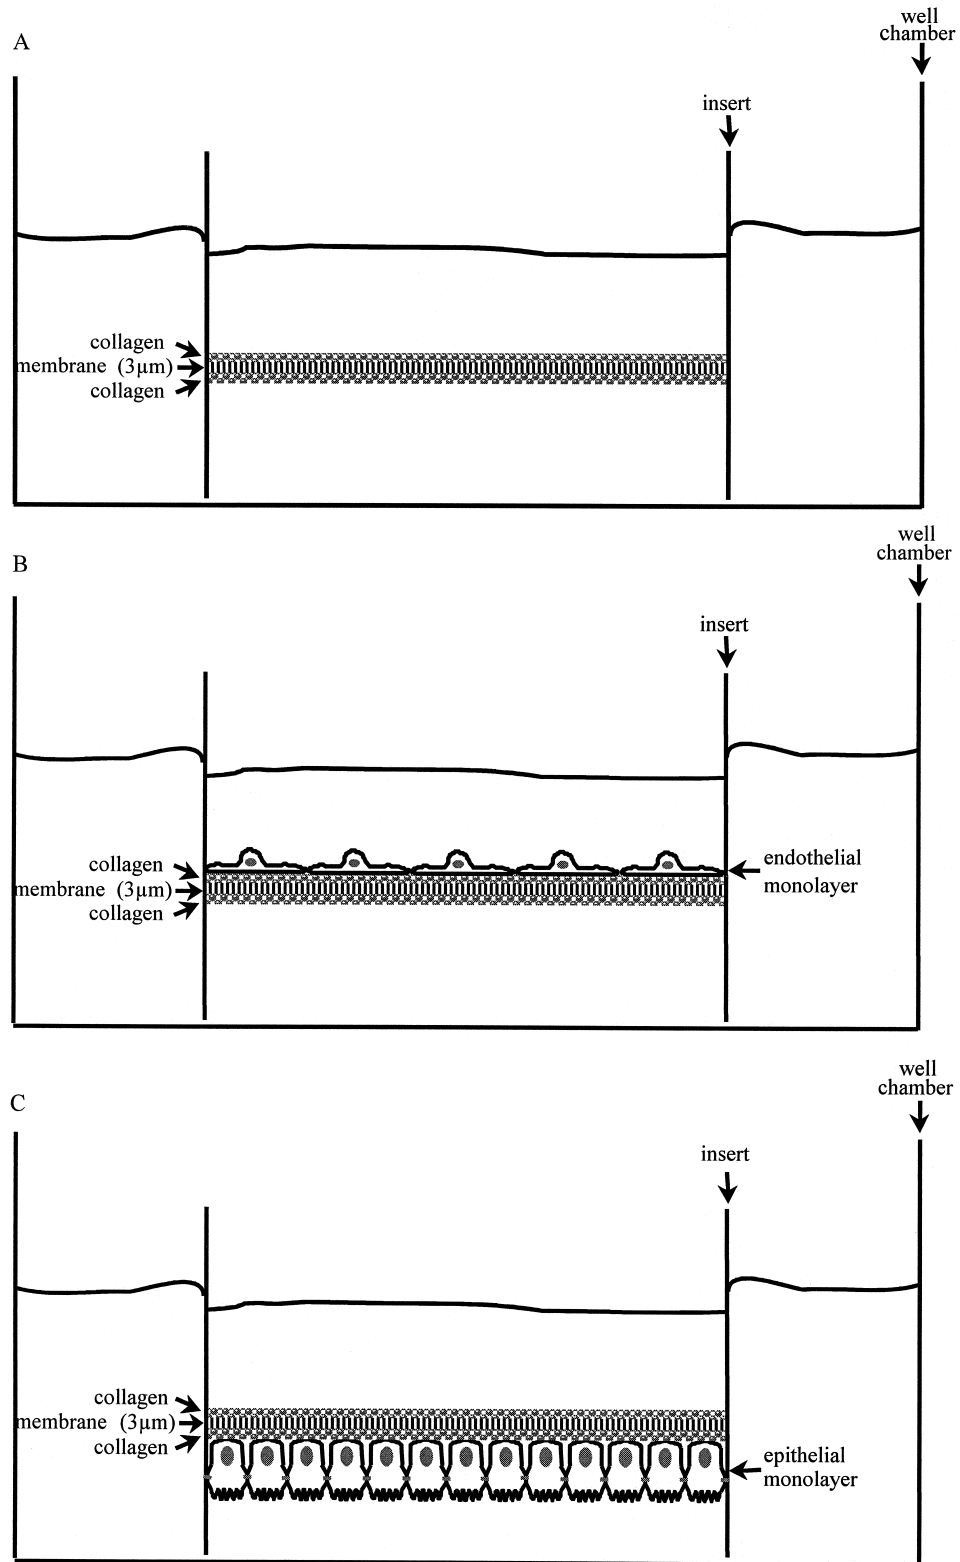 A
well
chamber
insert
collagen
membrane (3µm)
collagen
B
well
chamber
insert
collagen
membrane (3µm)
collagen
endothelial
monolayer
C
well
chamber
insert
collagen
membrane (3µm)
collagen
epithelial
monolayer